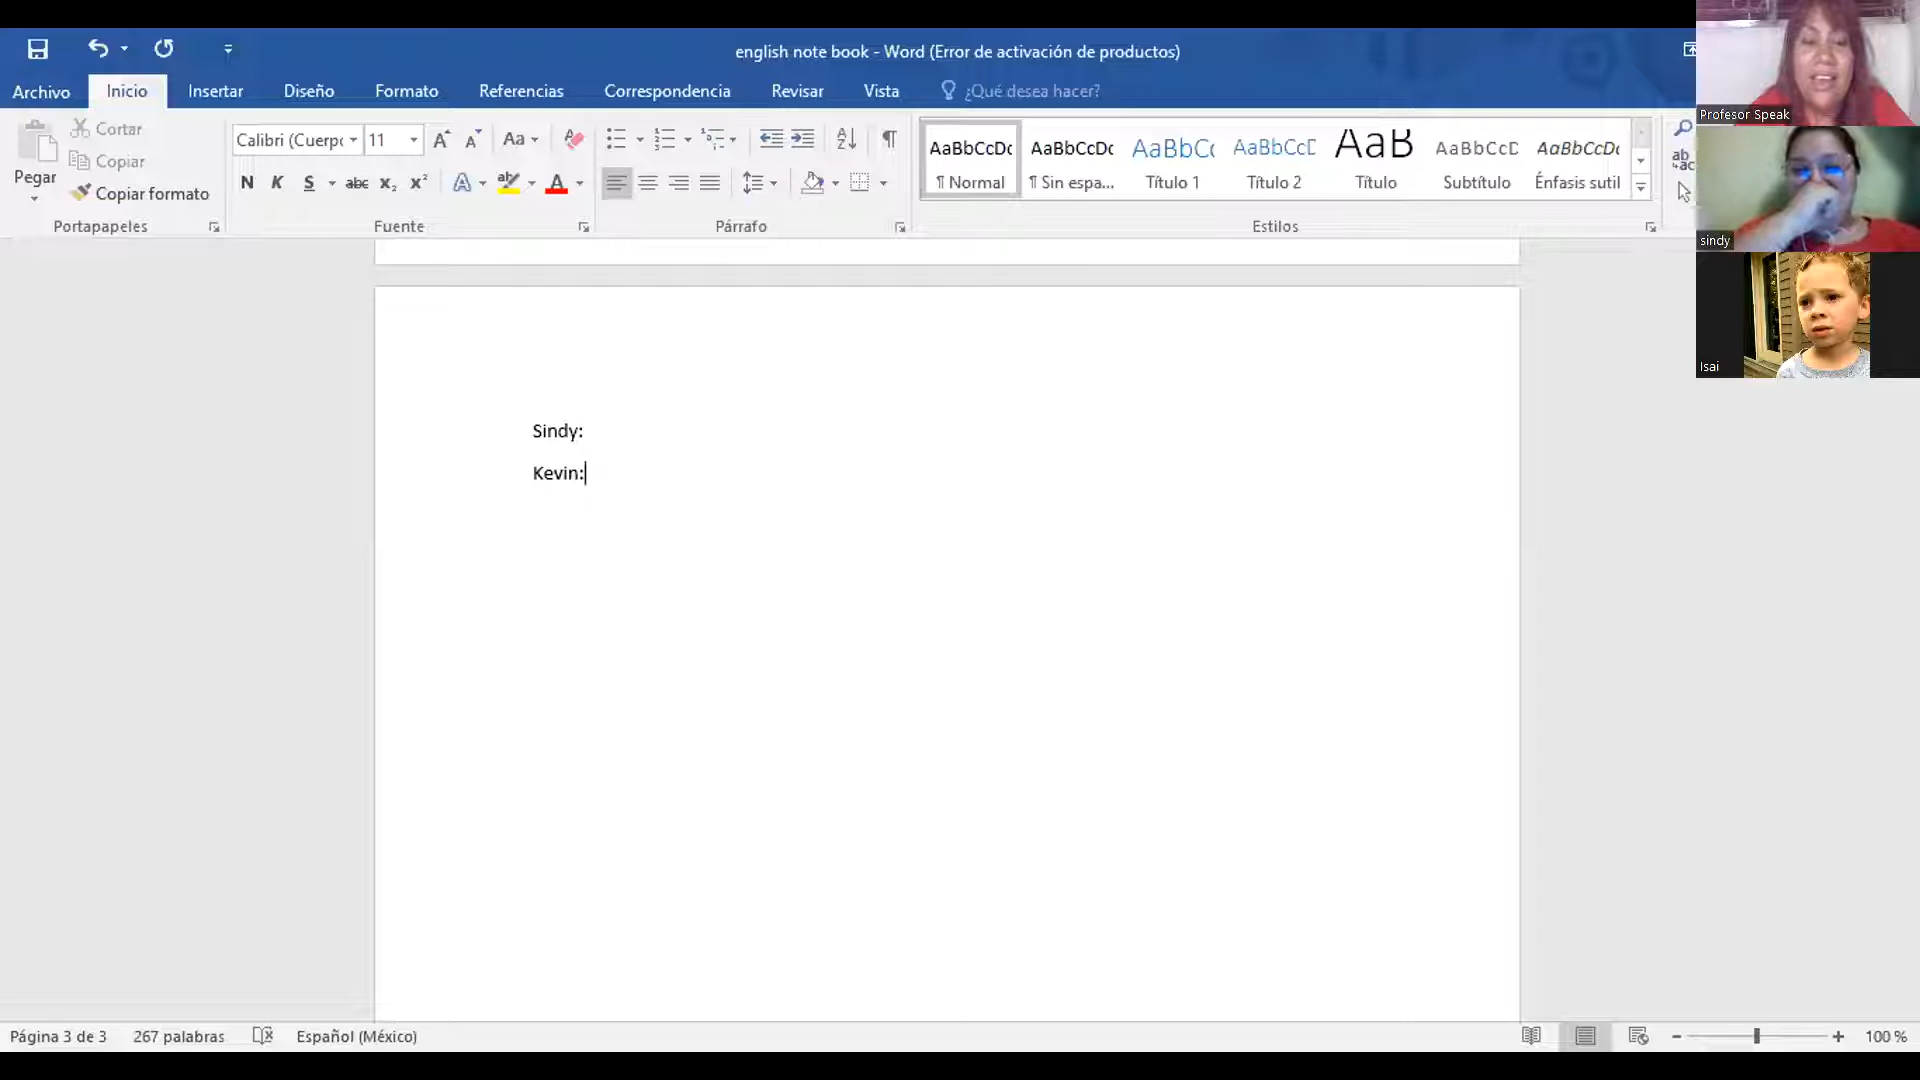 english note book - Word (Error de activación de productos)
Archivo Inicio Insertar Diseño Formato Referencias Correspondencia Revisar Vista ¿Qué desea hacer?
Pegar
Cortar
Copiar
Copiar formato
Portapapeles
Calibri (Cuerpo 11
Aa
N K S abc x₂ x² A ab A
Fuente
Párrafo
AaBbCcDc AaBbCcDc AaBbC AaBbCcD AaB AaBbCcD AaBbCcDc
¶ Normal ¶ Sin espa... Título 1 Título 2 Título Subtítulo Énfasis sutil
Estilos
Profesor Speak
sindy
Isai
Sindy:
Kevin:
Página 3 de 3 267 palabras Español (México) 100 %